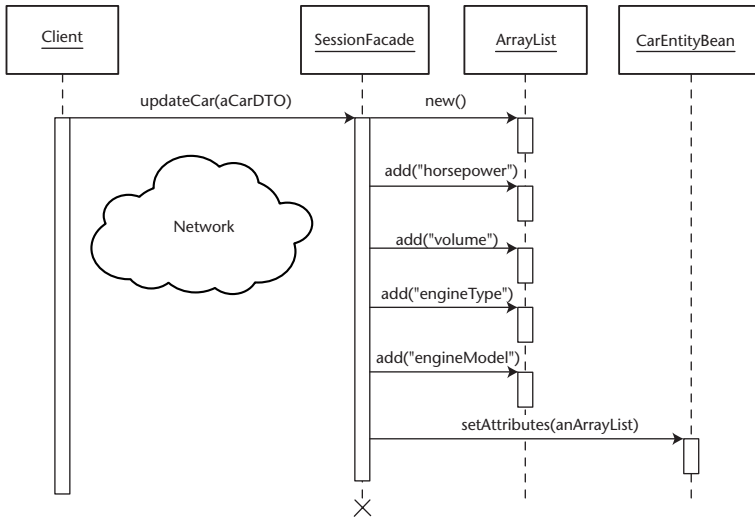 Client
SessionFacade
ArrayList
CarEntityBean
updateCar(aCarDTO)
new()
add("horsepower")
Network
add("volume")
add("engineType")
add("engineModel")
setAttributes(anArrayList)